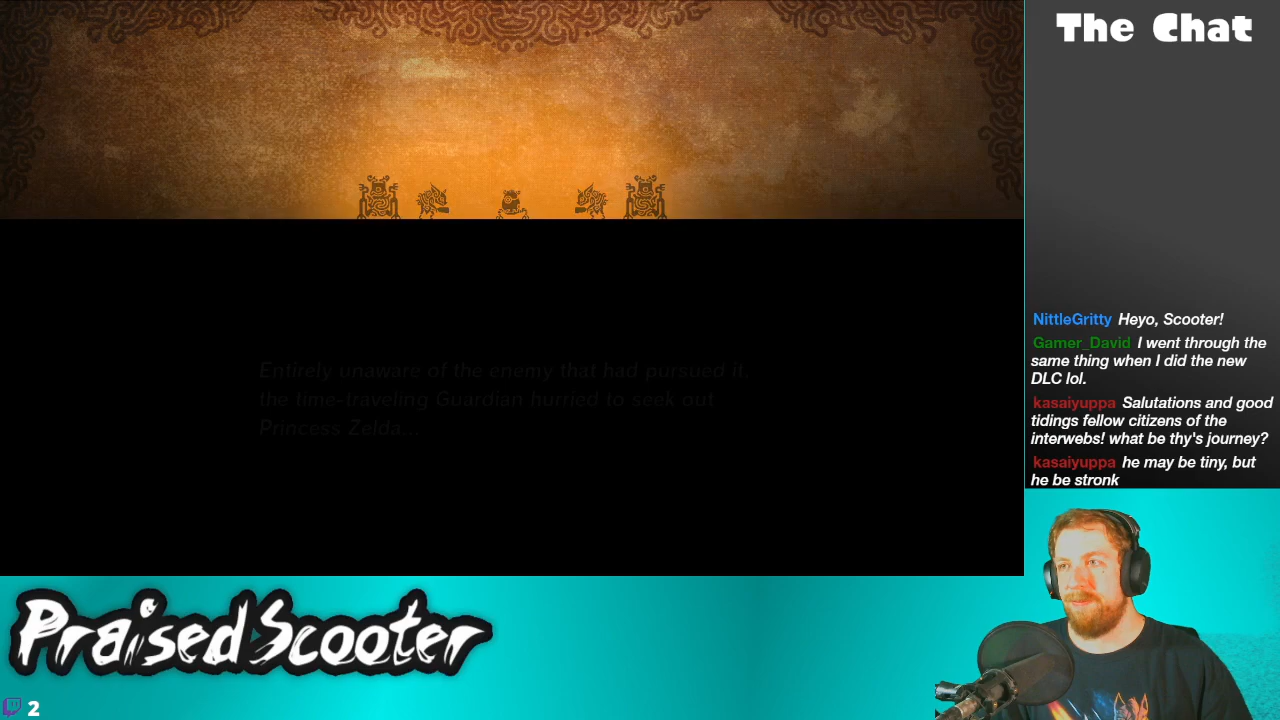 The Chat
Entirely unaware of the enemy that had pursued it,
the time-traveling Guardian hurried to seek out
Princess Zelda...
NittleGritty Heyo, Scooter!
Gamer_David I went through the
same thing when I did the new
DLC lol.
kasaiyuppa Salutations and good
tidings fellow citizens of the
interwebs! what be thy's journey?
kasaiyuppa he may be tiny, but
he be stronk
PraisedScooter
2